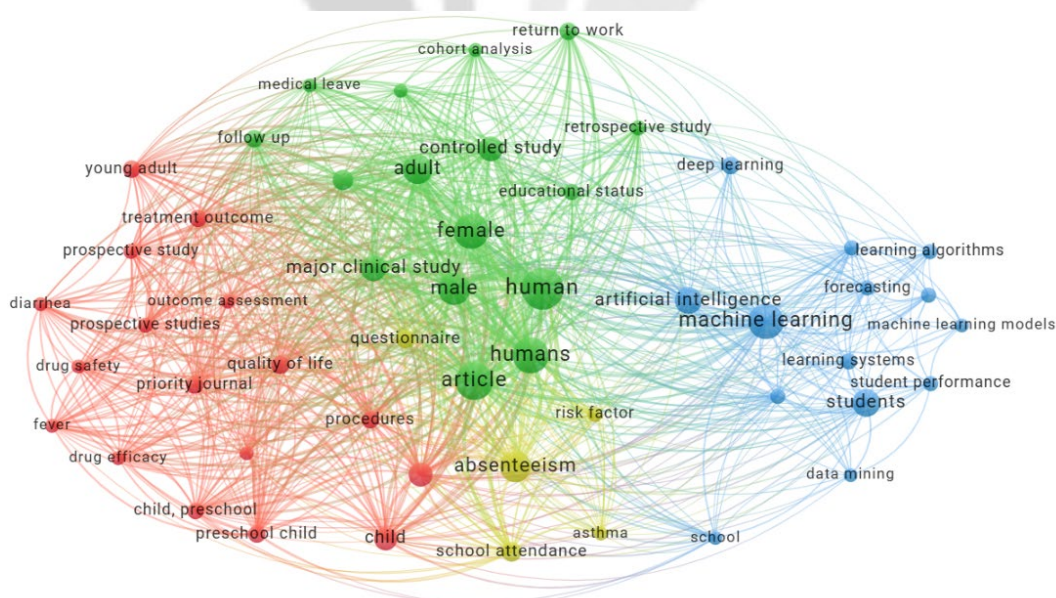 return to work
cohort analysis
medical leave
retrospective study
follow up
controlled study
deep learning
young adult
adult
educational status
treatment outcome
female
prospective study
learning algorithms
major clinical study
male
human
forecasting
diarrhea
outcome assessment
artificial intelligence
prospective studies
machine learning
machine learning models
questionnaire
humans
drug safety
quality of life
learning systems
priority journal
article
student performance
students
procedures
risk factor
fever
drug efficacy
absenteeism
data mining
child, preschool
preschool child
child
asthma
school
school attendance